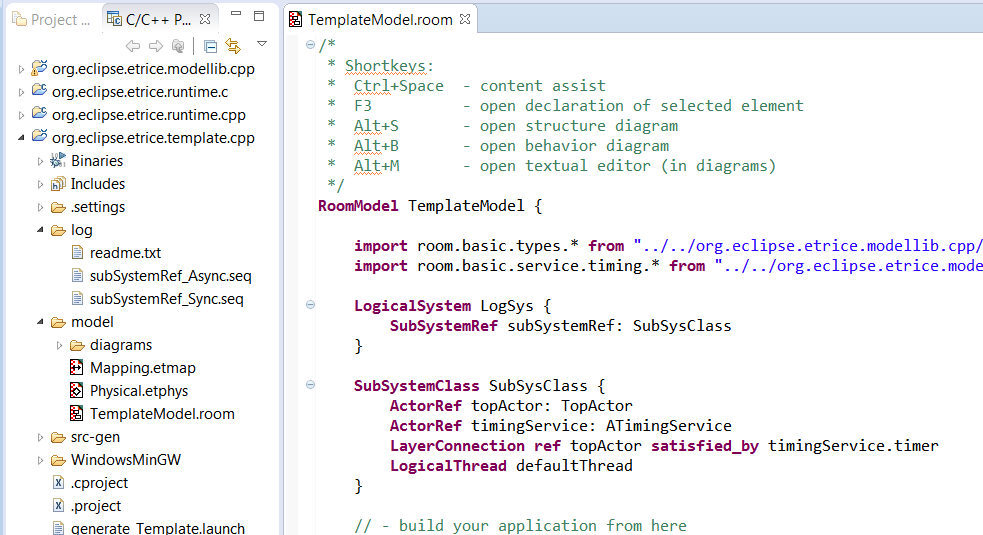 Project ...
C/C++ P...
org.eclipse.etrice.modellib.cpp
org.eclipse.etrice.runtime.c
org.eclipse.etrice.runtime.cpp
org.eclipse.etrice.template.cpp
Binaries
Includes
.settings
log
readme.txt
subSystemRef_Async.seq
subSystemRef_Sync.seq
model
diagrams
Mapping.etmap
Physical.etphys
TemplateModel.room
src-gen
WindowsMinGW
.cproject
.project
generate_Template.launch
TemplateModel.room
/*
* Shortkeys:
* Ctrl+Space - content assist
* F3 - open declaration of selected element
* Alt+S - open structure diagram
* Alt+B - open behavior diagram
* Alt+M - open textual editor (in diagrams)
*/
RoomModel TemplateModel {
import room.basic.types.* from "../../org.eclipse.etrice.modellib.cpp/
import room.basic.service.timing.* from "../../org.eclipse.etrice.mode
LogicalSystem LogSys {
SubSystemRef subSystemRef: SubSysClass
}
SubSystemClass SubSysClass {
ActorRef topActor: TopActor
ActorRef timingService: ATimingService
LayerConnection ref topActor satisfied_by timingService.timer
LogicalThread defaultThread
}
// - build your application from here